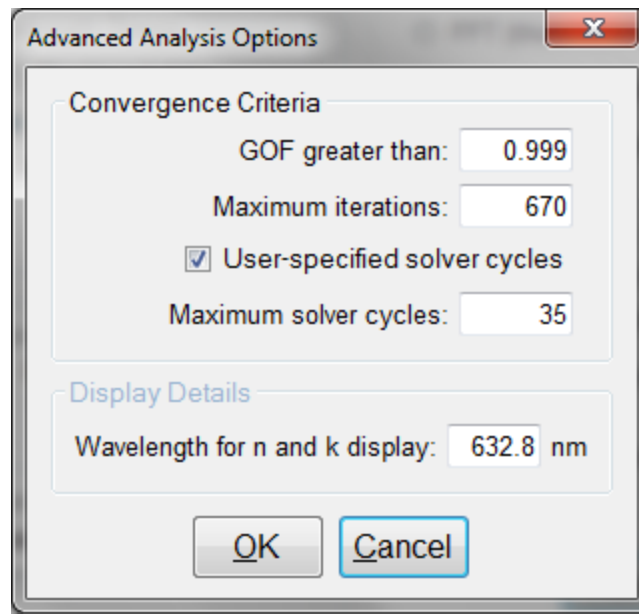 Advanced Analysis Options
Convergence Criteria
GOF greater than: 0.999
Maximum iterations: 670
User-specified solver cycles
Maximum solver cycles: 35
Display Details
Wavelength for n and k display: 632.8 nm
OK Cancel